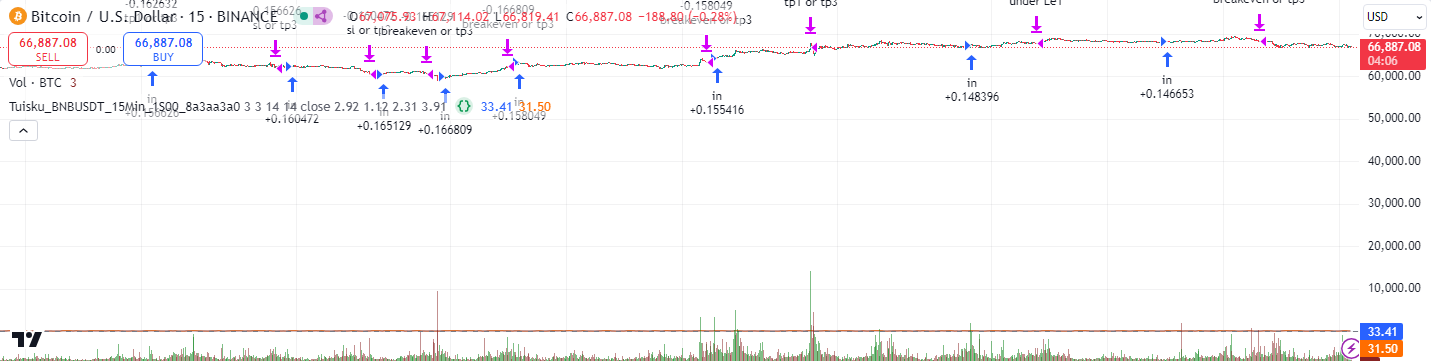 -0.162632
-0.158049
tp1 or tp3
under LE1
breakeven or tp3
Bitcoin / U.S. Dollar · 15 · BINANCE
O67,075.93 H67,114.02 L66,819.41 C66,887.08 −188.80 (−0.28%)
USD
-0.156626
-0.166809
sl or tp3
sl or tp3
breakeven or tp3
breakeven or tp3
breakeven or tp3
70,000.00
66,887.08
SELL
0.00
66,887.08
BUY
66,887.08
04:06
60,000.00
Vol · BTC 3
Tuisku_BNBUSDT_15Min_1S00_8a3aa3a0 3 3 14 14 close 2.92 1.12 2.31 3.91 33.41 31.50
in
+0.156626
in
+0.160472
in
+0.165129
in
+0.166809
in
+0.158049
in
+0.155416
in
+0.148396
in
+0.146653
50,000.00
40,000.00
30,000.00
20,000.00
10,000.00
33.41
31.50